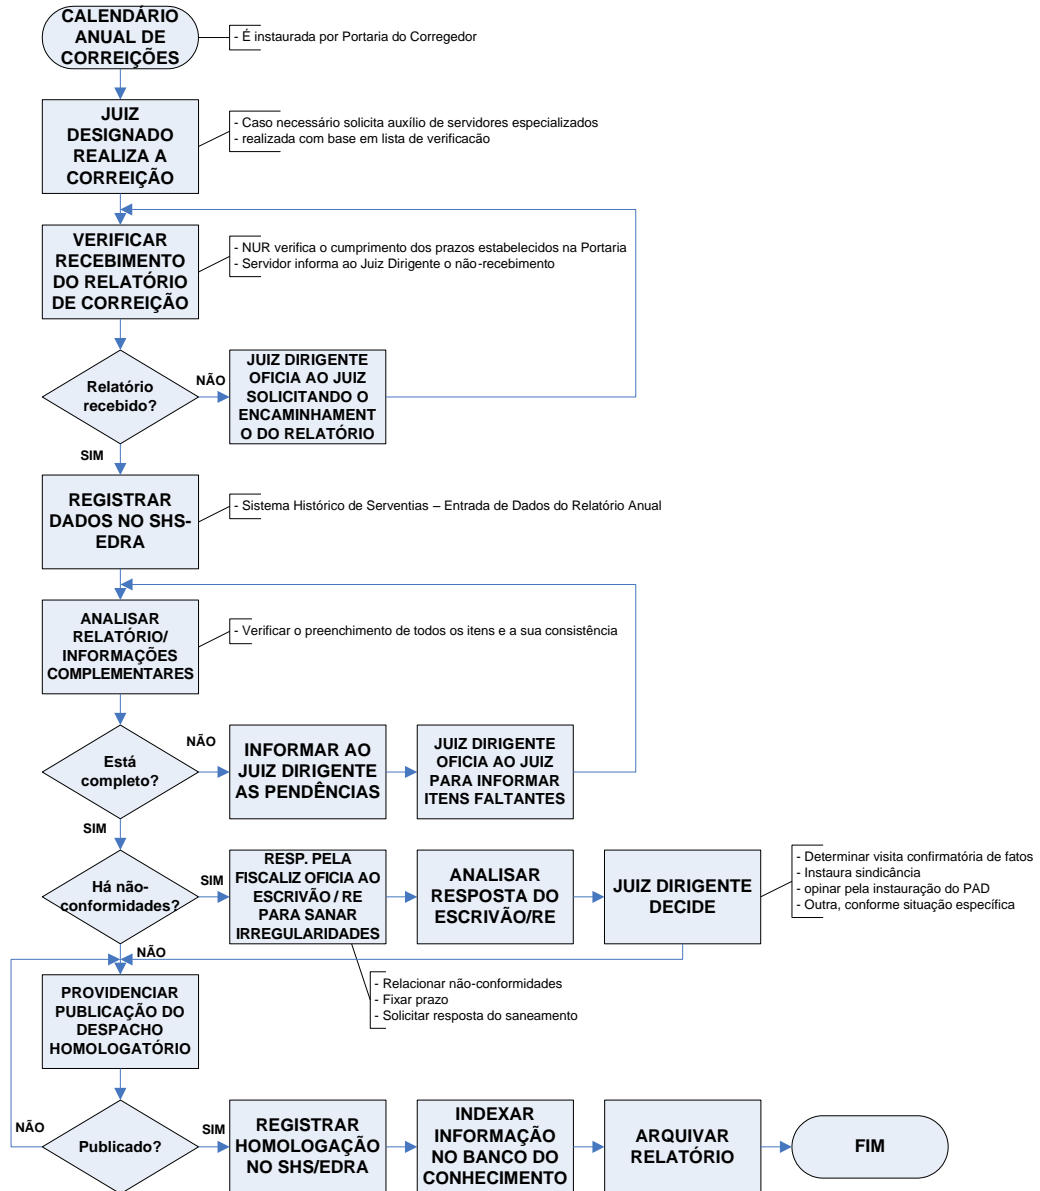 CALENDÁRIO
ANUAL DE
CORREIÇÕES
- É instaurada por Portaria do Corregedor
JUIZ
DESIGNADO
REALIZA A
CORREIÇÃO
- Caso necessário solicita auxílio de servidores especializados
- realizada com base em lista de verificacão
VERIFICAR
RECEBIMENTO
DO RELATÓRIO
DE CORREIÇÃO
- NUR verifica o cumprimento dos prazos estabelecidos na Portaria
- Servidor informa ao Juiz Dirigente o não-recebimento
Relatório
recebido?
NÃO
JUIZ DIRIGENTE
OFICIA AO JUIZ
SOLICITANDO O
ENCAMINHAMENT
O DO RELATÓRIO
SIM
REGISTRAR
DADOS NO SHS-
EDRA
- Sistema Histórico de Serventias – Entrada de Dados do Relatório Anual
ANALISAR
RELATÓRIO/
INFORMAÇÕES
COMPLEMENTARES
- Verificar o preenchimento de todos os itens e a sua consistência
Está
completo?
NÃO
INFORMAR AO
JUIZ DIRIGENTE
AS PENDÊNCIAS
JUIZ DIRIGENTE
OFICIA AO JUIZ
PARA INFORMAR
ITENS FALTANTES
SIM
Há não-
conformidades?
SIM
RESP. PELA
FISCALIZ OFICIA AO
ESCRIVÃO / RE
PARA SANAR
IRREGULARIDADES
ANALISAR
RESPOSTA DO
ESCRIVÃO/RE
JUIZ DIRIGENTE
DECIDE
- Determinar visita confirmatória de fatos
- Instaura sindicância
- opinar pela instauração do PAD
- Outra, conforme situação específica
NÃO
- Relacionar não-conformidades
- Fixar prazo
- Solicitar resposta do saneamento
PROVIDENCIAR
PUBLICAÇÃO DO
DESPACHO
HOMOLOGATÓRIO
NÃO
Publicado?
SIM
REGISTRAR
HOMOLOGAÇÃO
NO SHS/EDRA
INDEXAR
INFORMAÇÃO
NO BANCO DO
CONHECIMENTO
ARQUIVAR
RELATÓRIO
FIM